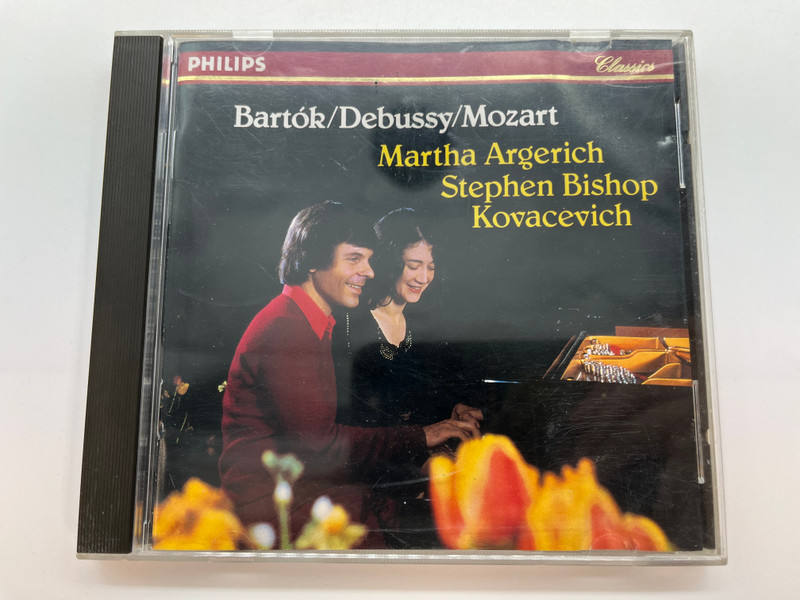 PHILIPS
Classics
Bartók/Debussy/Mozart
Martha Argerich
Stephen Bishop
Kovacevich